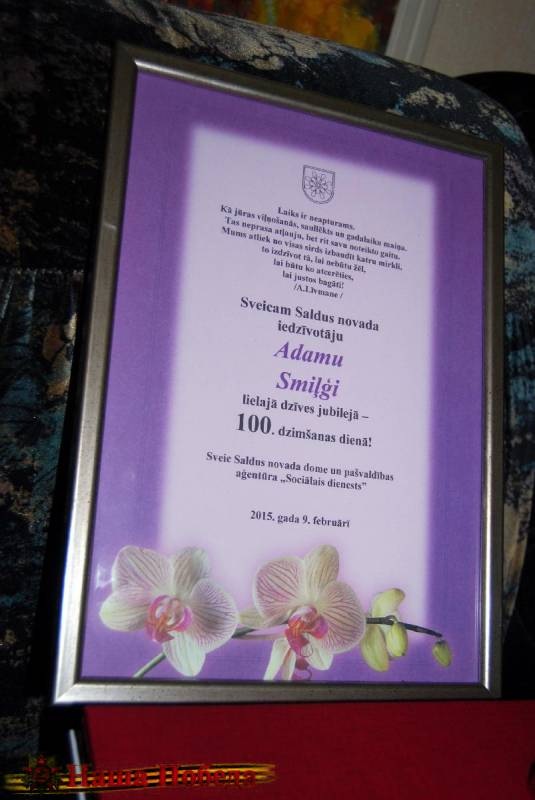 Laiks ir neapturams.
Kā jūras viļņošanās, saullēkts un gadalaiku maiņa.
Tas neprasa atļauju, bet rit savu noteikto gaitu.
Mums atliek no visas sirds izbaudīt katru mirkli,
to izdzīvot tā, lai nebūtu žēl,
lai būtu ko atcerēties,
lai justos bagāti!
/A.Līvmane /
Sveicam Saldus novada
iedzīvotāju
Adamu
Smiļģi
lielajā dzīves jubilejā –
100. dzimšanas dienā!
Sveic Saldus novada dome un pašvaldības
aģentūra „Sociālais dienests”
2015. gada 9. februārī
Наша Победа